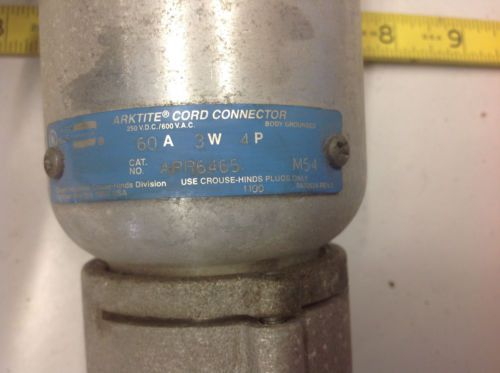 8 9
ARKTITE® CORD CONNECTOR
250 V.D.C./600 V.A.C. BODY GROUNDED
60 A 3 W 4 P
CAT. NO. APR6465 M54
Crouse-Hinds Division USE CROUSE-HINDS PLUGS ONLY
1100